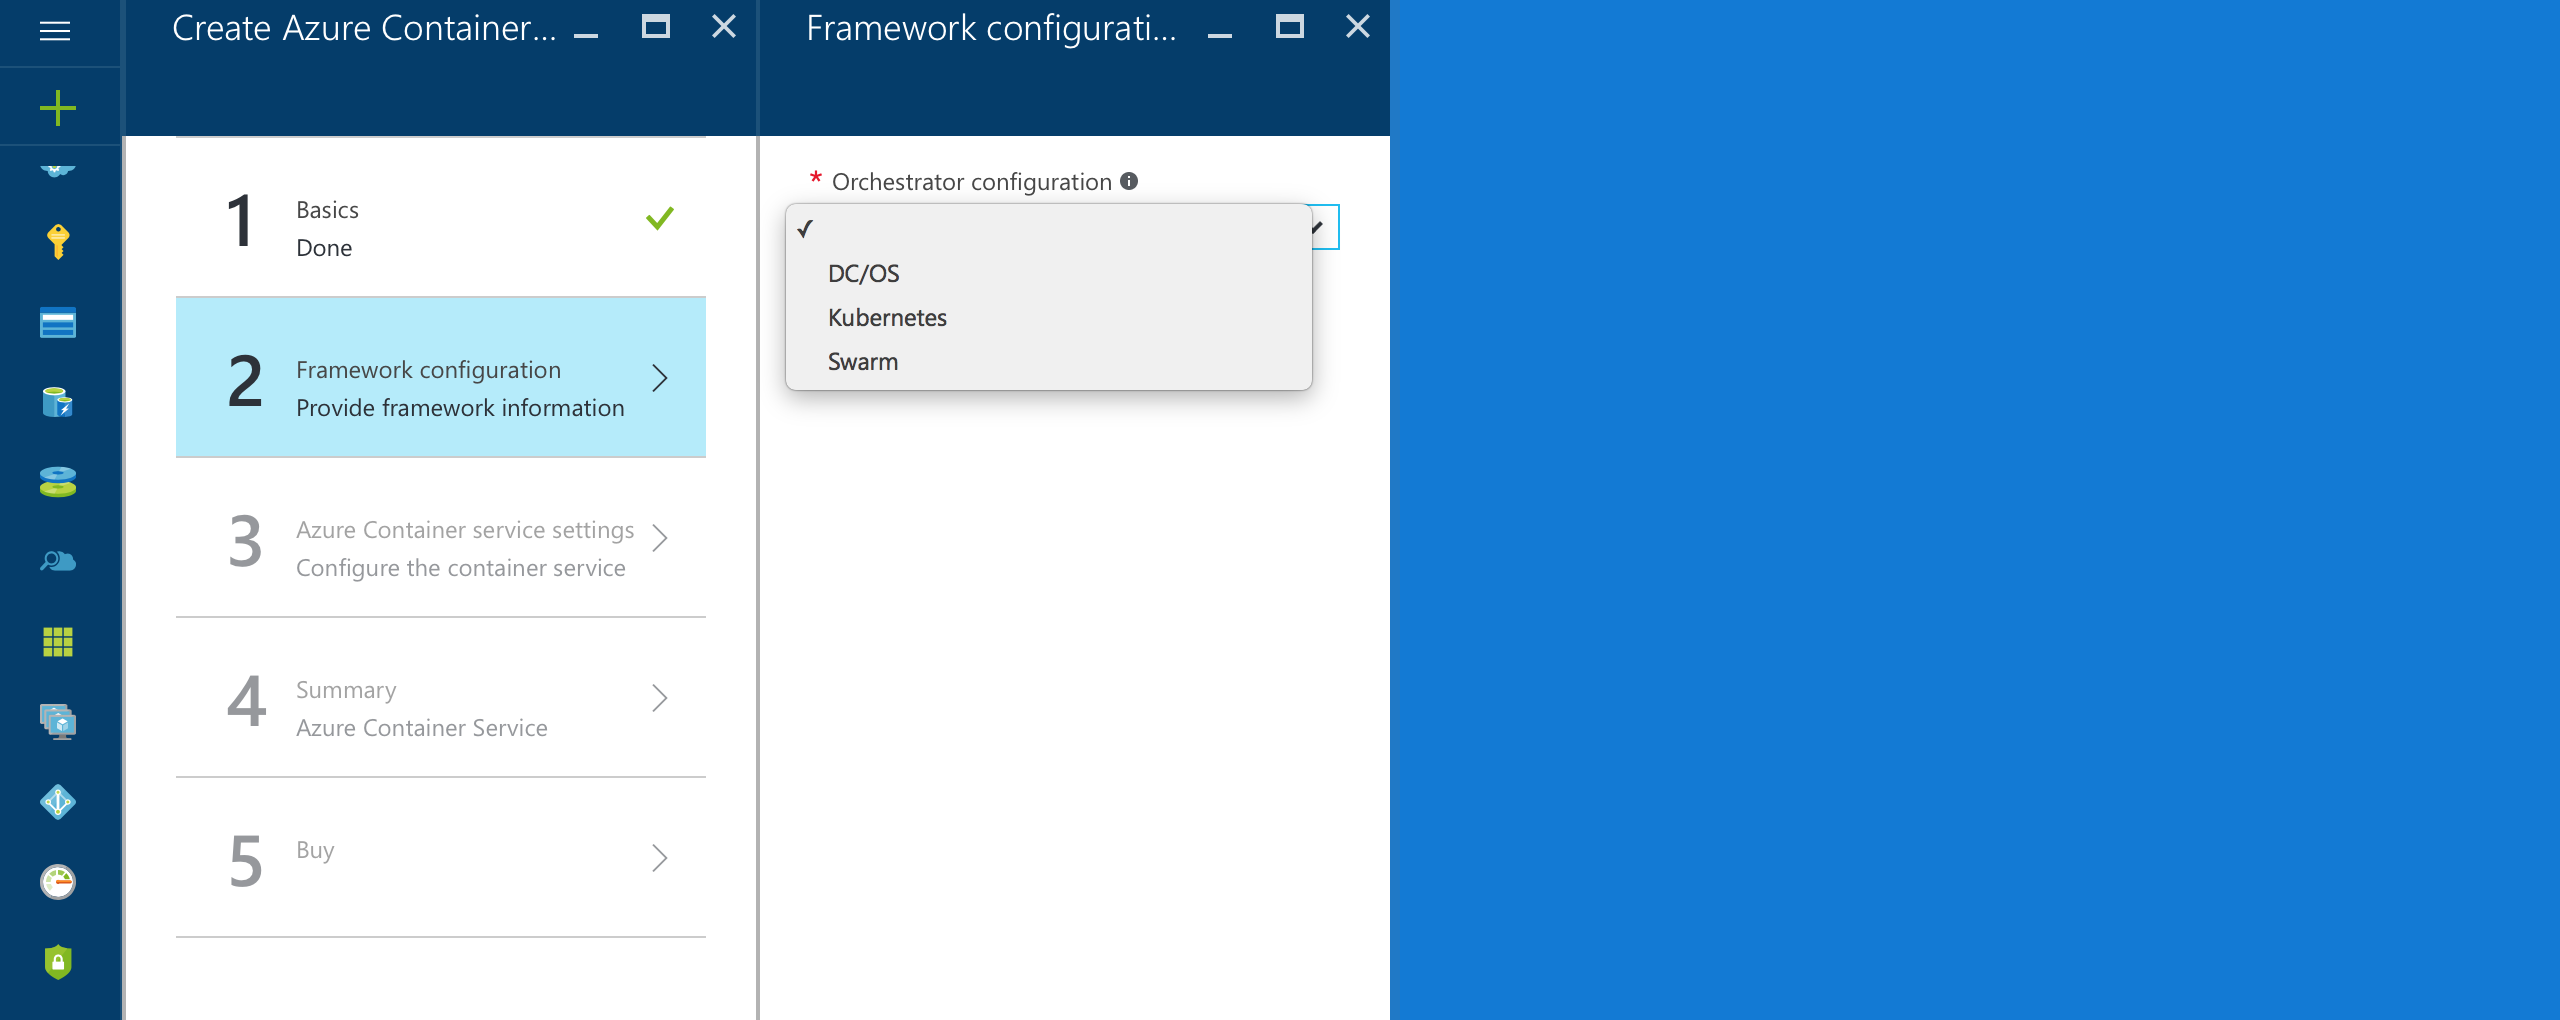 Create Azure Container...
1
Basics
Done
2
Framework configuration
Provide framework information
3
Azure Container service settings
Configure the container service
4
Summary
Azure Container Service
5
Buy
Framework configurati...
* Orchestrator configuration
DC/OS
Kubernetes
Swarm